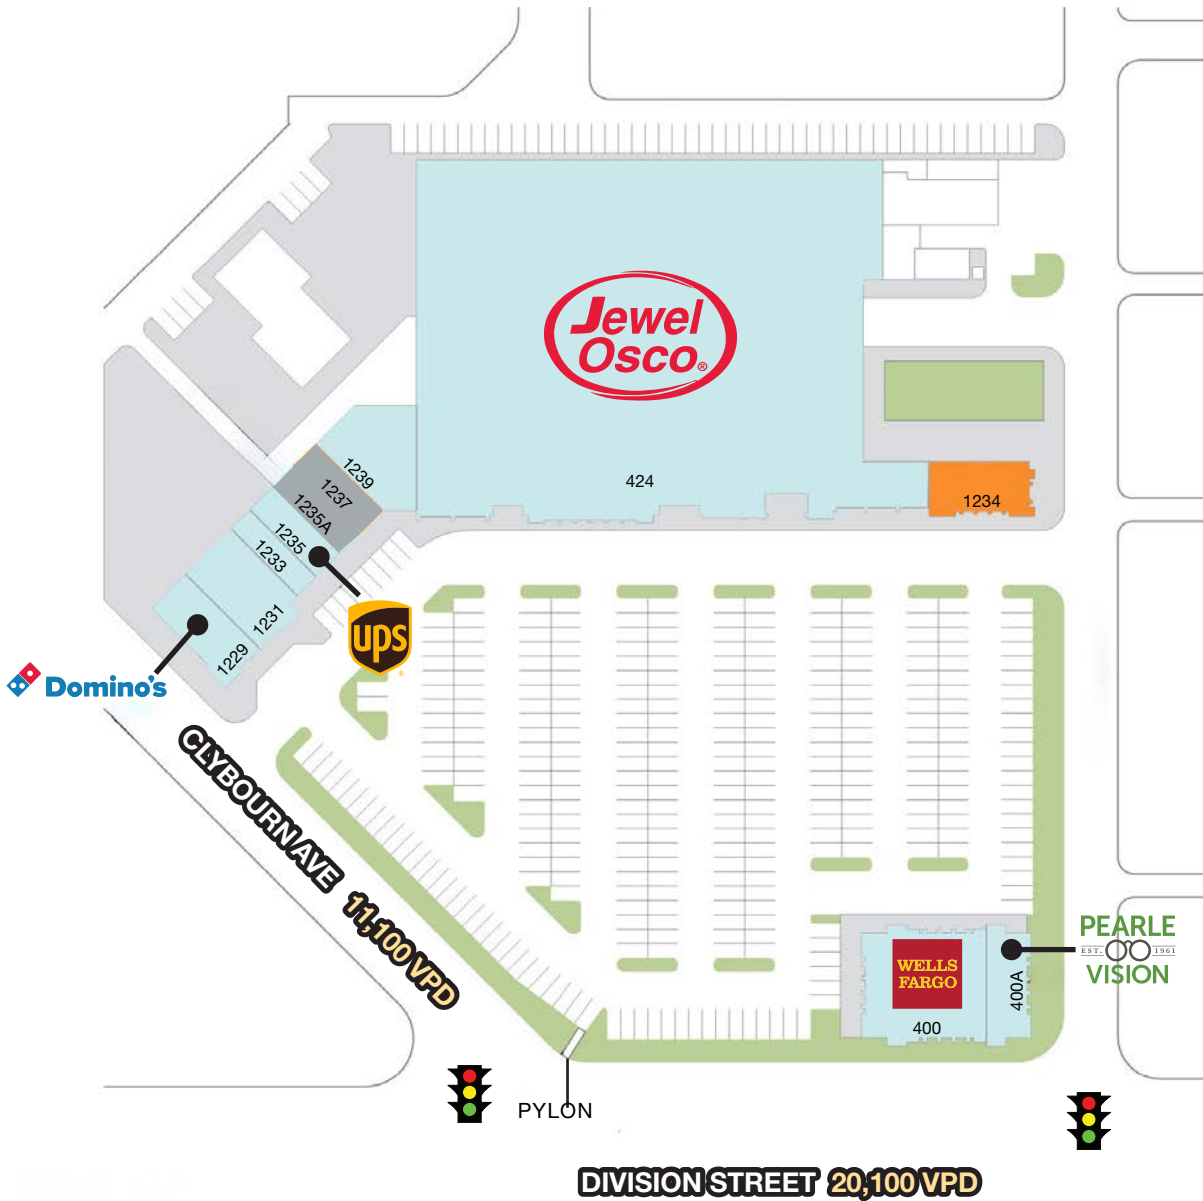 Jewel
Osco®
424
1234
1239
1237
1235A
1235
1233
1231
1229
ups
Domino's
CLYBOURN AVE 11,100 VPD
WELLS
FARGO
400
400A
PEARLE
EST. 1961
VISION
PYLON
DIVISION STREET 20,100 VPD